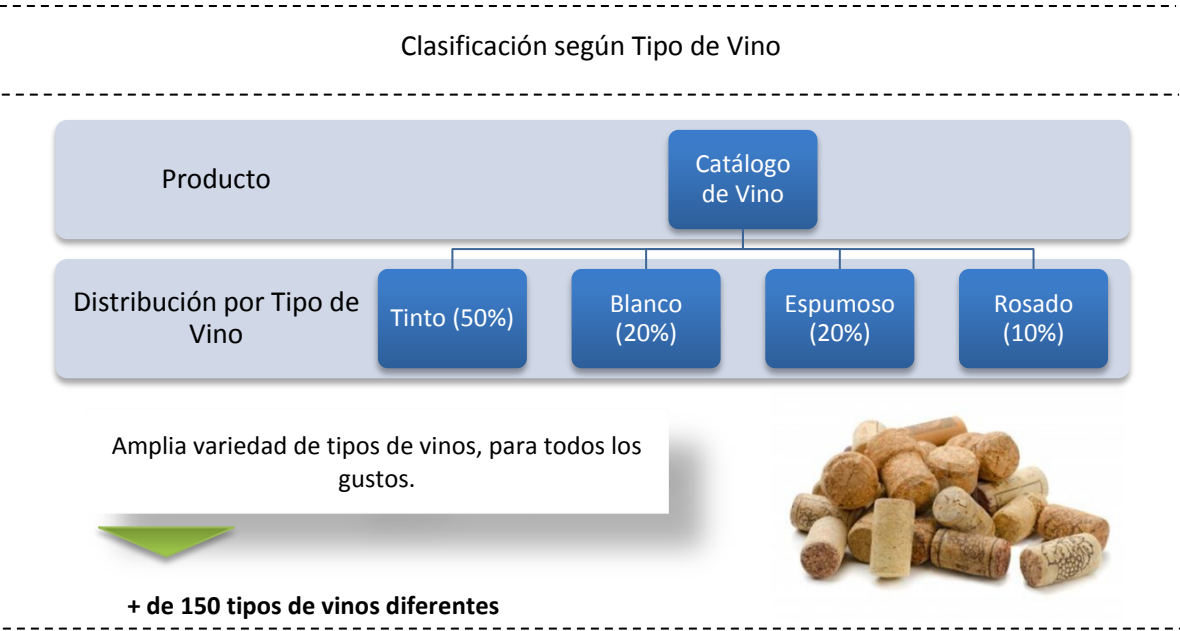 Clasificación según Tipo de Vino
Producto
Catálogo
de Vino
Distribución por Tipo de
Vino
Tinto (50%)
Blanco
(20%)
Espumoso
(20%)
Rosado
(10%)
Amplia variedad de tipos de vinos, para todos los
gustos.
+ de 150 tipos de vinos diferentes